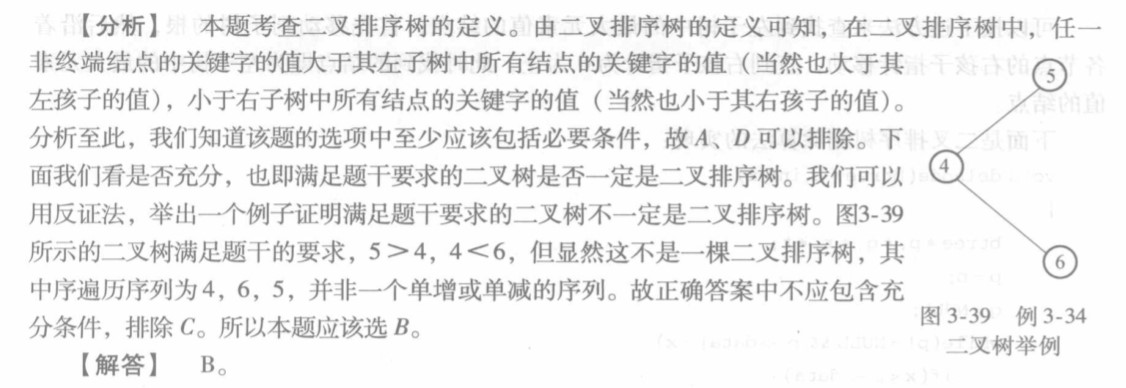 【分析】　本题考查二叉排序树的定义。由二叉排序树的定义可知，在二叉排序树中，任一
非终端结点的关键字的值大于其左子树中所有结点的关键字的值（当然也大于其
左孩子的值），小于右子树中所有结点的关键字的值（当然也小于其右孩子的值）。
分析至此，我们知道该题的选项中至少应该包括必要条件，故A、D可以排除。下
面我们看是否充分，也即满足题干要求的二叉树是否一定是二叉排序树。我们可以
用反证法，举出一个例子证明满足题干要求的二叉树不一定是二叉排序树。图3-39
所示的二叉树满足题干的要求，5＞4，4＜6，但显然这不是一棵二叉排序树，其
中序遍历序列为4，6，5，并非一个单增或单减的序列。故正确答案中不应包含充
分条件，排除C。所以本题应该选B。
【解答】　B。
5
4
6
图 3-39　例 3-34
二叉树举例